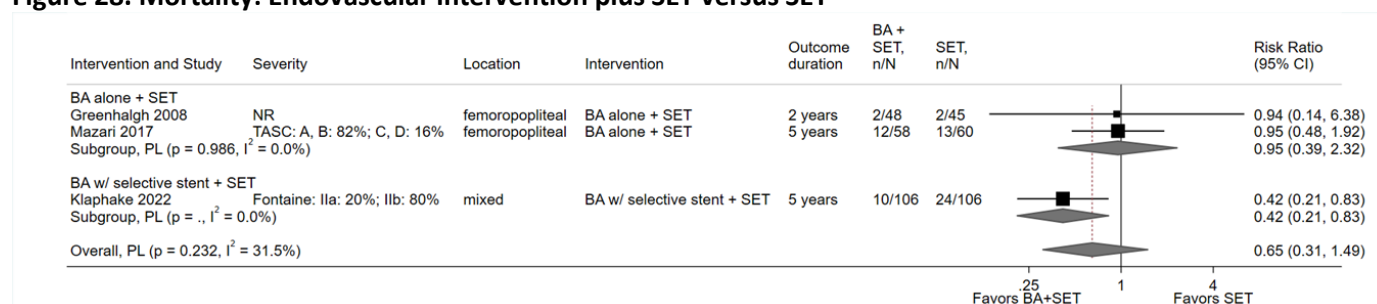 Figure 28. Mortality: Endovascular intervention plus SET versus SET
Intervention and Study Severity Location Intervention Outcome duration BA + SET, n/N SET, n/N Risk Ratio (95% CI)
BA alone + SET
Greenhalgh 2008 NR femoropopliteal BA alone + SET 2 years 2/48 2/45 0.94 (0.14, 6.38)
Mazari 2017 TASC: A, B: 82%; C, D: 16% femoropopliteal BA alone + SET 5 years 12/58 13/60 0.95 (0.48, 1.92)
Subgroup, PL (p = 0.986, I² = 0.0%) 0.95 (0.39, 2.32)
BA w/ selective stent + SET
Klaphake 2022 Fontaine: IIa: 20%; IIb: 80% mixed BA w/ selective stent + SET 5 years 10/106 24/106 0.42 (0.21, 0.83)
Subgroup, PL (p = ., I² = 0.0%) 0.42 (0.21, 0.83)
Overall, PL (p = 0.232, I² = 31.5%) 0.65 (0.31, 1.49)
.25 1 4
Favors BA+SET Favors SET